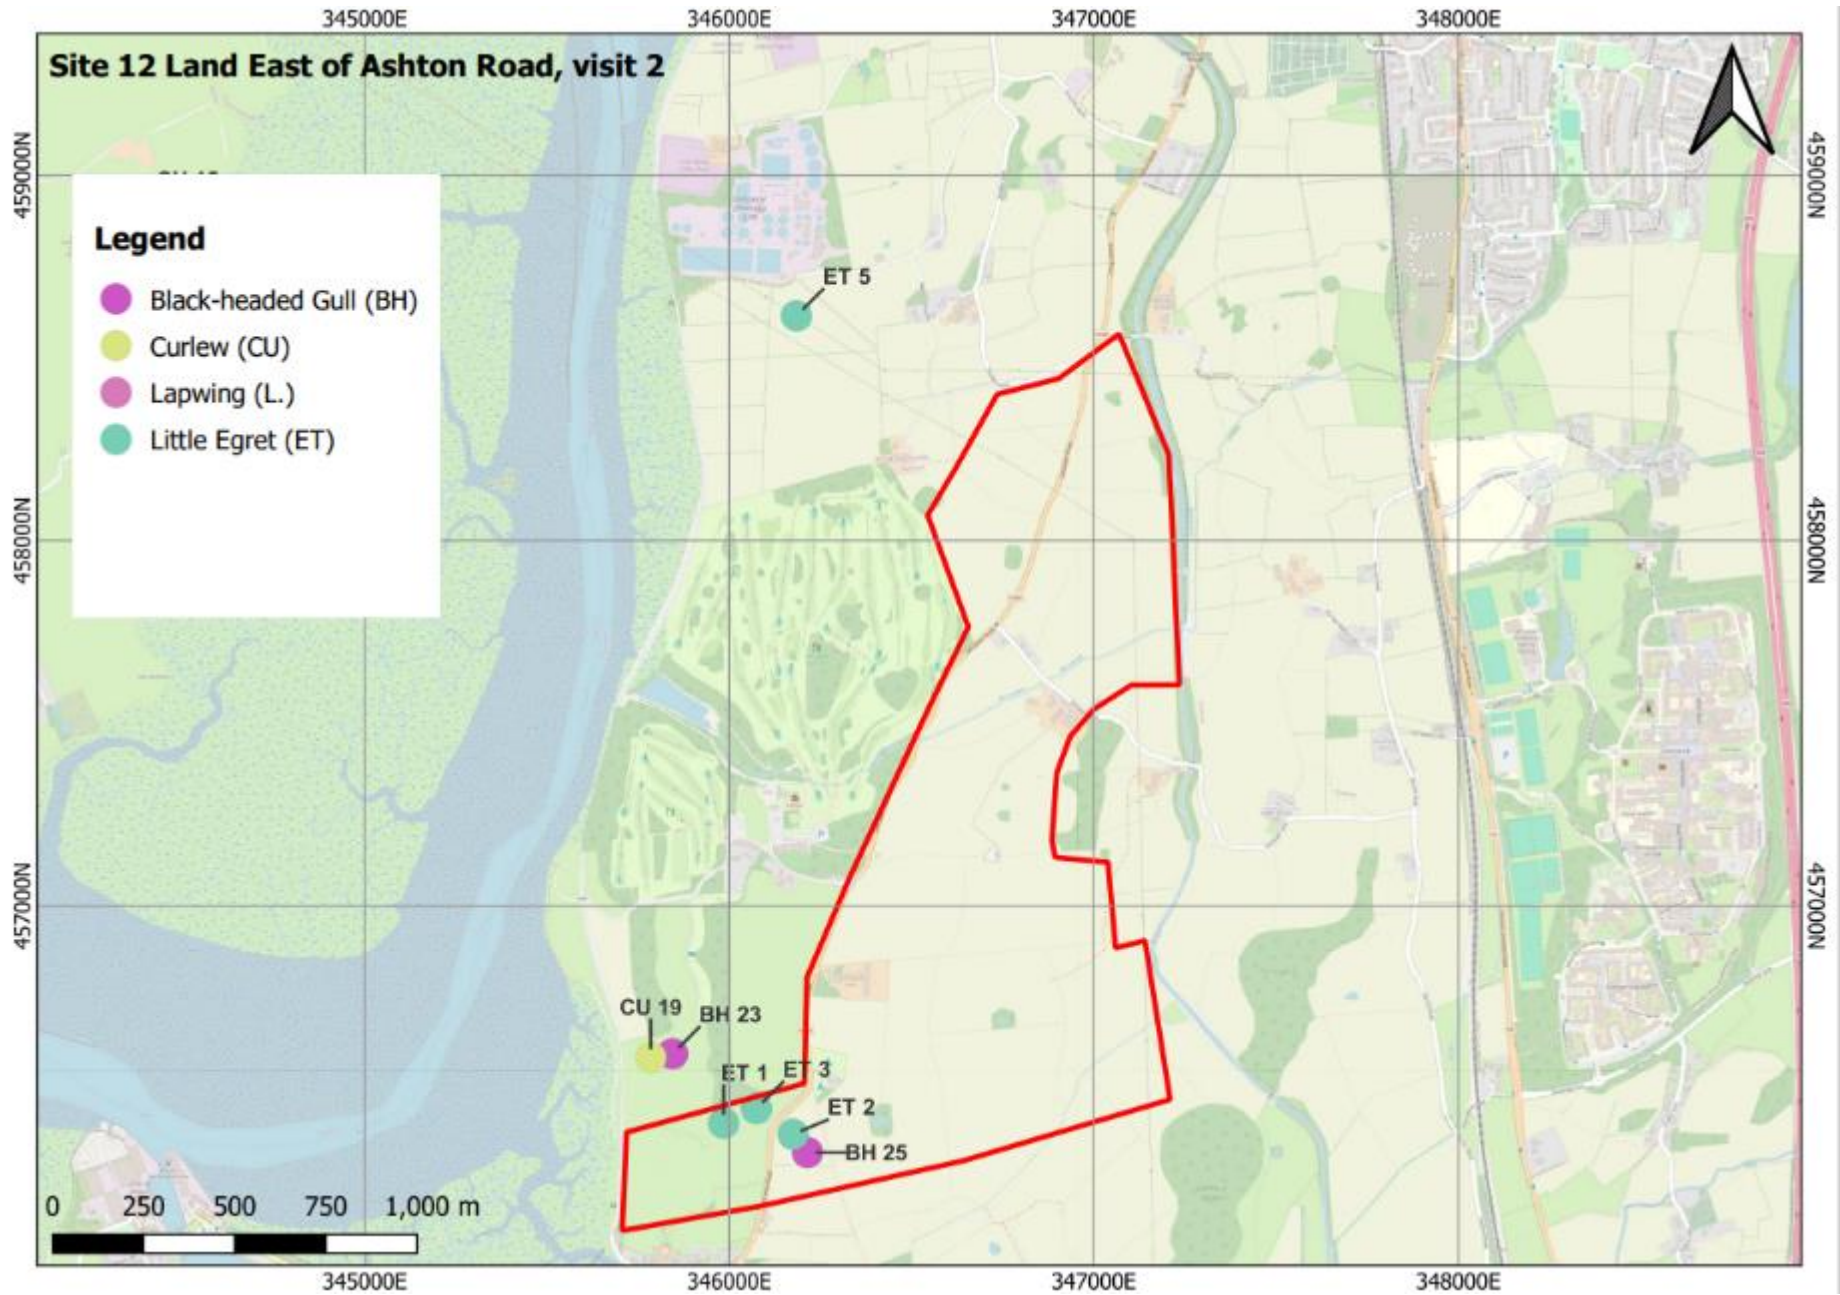 345000E 346000E 347000E 348000E
Site 12 Land East of Ashton Road, visit 2
459000N 459000N
Legend
Black-headed Gull (BH)
Curlew (CU)
Lapwing (L.)
Little Egret (ET)
ET 5
458000N 458000N
457000N 457000N
CU 19
BH 23
ET 1
ET 3
ET 2
BH 25
0 250 500 750 1,000 m
345000E 346000E 347000E 348000E